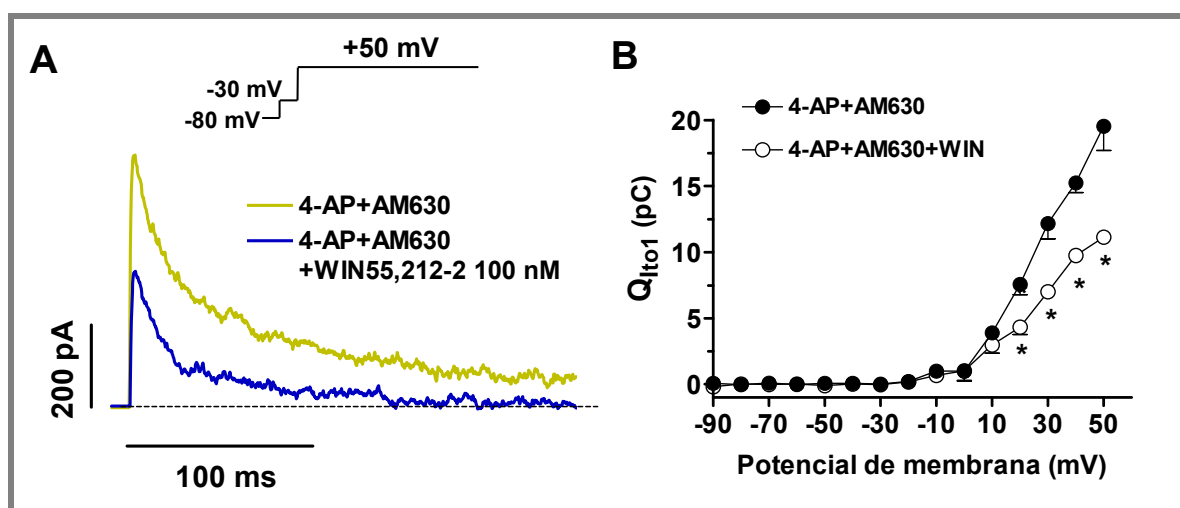 A
+50 mV
-30 mV
-80 mV
4-AP+AM630
4-AP+AM630
+WIN55,212-2 100 nM
200 pA
100 ms
B
4-AP+AM630
4-AP+AM630+WIN
Q_Ito1 (pC)
20
15
10
5
0
* * * *
-90 -70 -50 -30 -10 10 30 50
Potencial de membrana (mV)